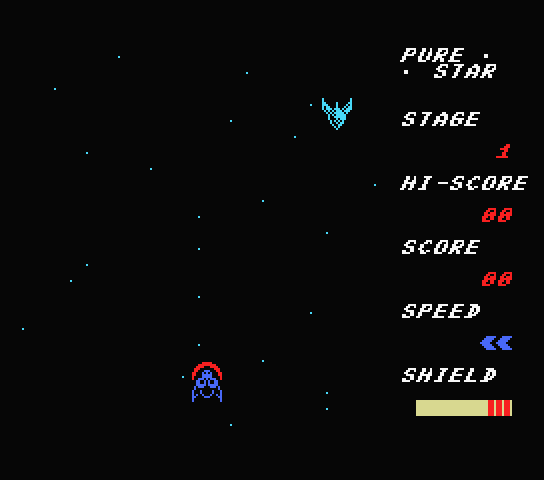 PURE ·
· STAR
STAGE
1
HI-SCORE
00
SCORE
00
SPEED
SHIELD